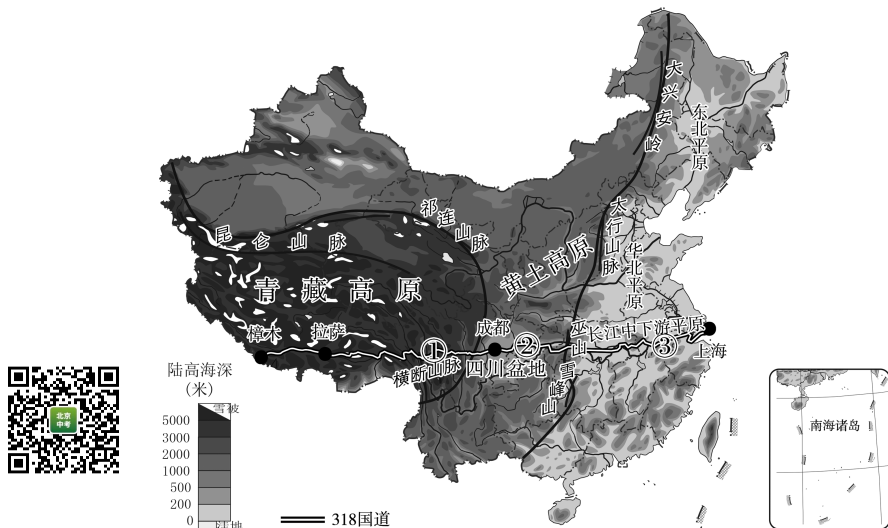 大兴安岭
东北平原
祁连山脉
太行山脉
昆仑山脉
华北平原
黄土高原
青藏高原
樟木
拉萨
成都
巫山
长江中下游平原
①
②
③
上海
横断山脉
四川盆地
雪峰山
陆高海深
（米）
雪被
5000
3000
2000
1000
500
200
0
陆地
318国道
南海诸岛
北京
中考